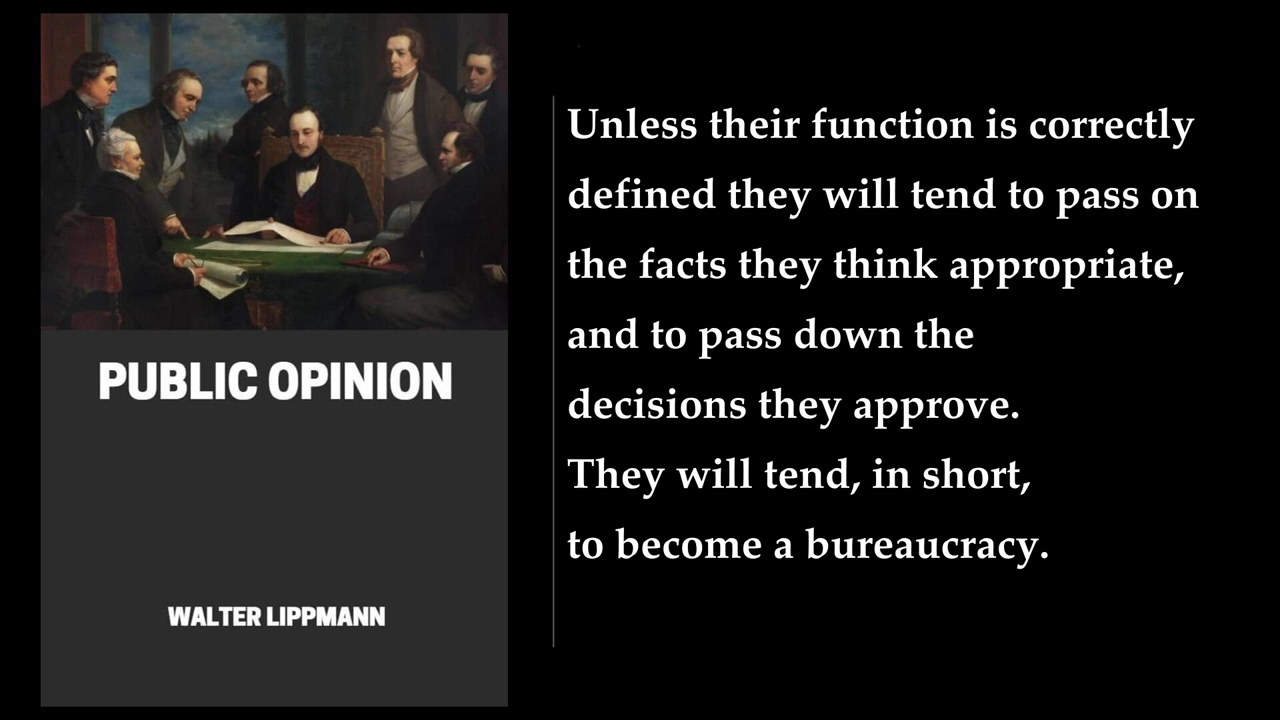 PUBLIC OPINION
WALTER LIPPMANN
Unless their function is correctly
defined they will tend to pass on
the facts they think appropriate,
and to pass down the
decisions they approve.
They will tend, in short,
to become a bureaucracy.